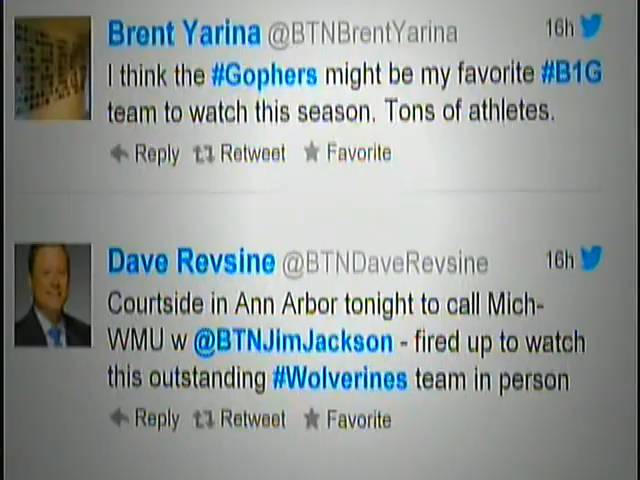 Brent Yarina @BTNBrentYarina 16h
I think the #Gophers might be my favorite #B1G
team to watch this season. Tons of athletes.
Reply Retweet Favorite
Dave Revsine @BTNDaveRevsine 16h
Courtside in Ann Arbor tonight to call Mich-
WMU w @BTNJimJackson - fired up to watch
this outstanding #Wolverines team in person
Reply Retweet Favorite